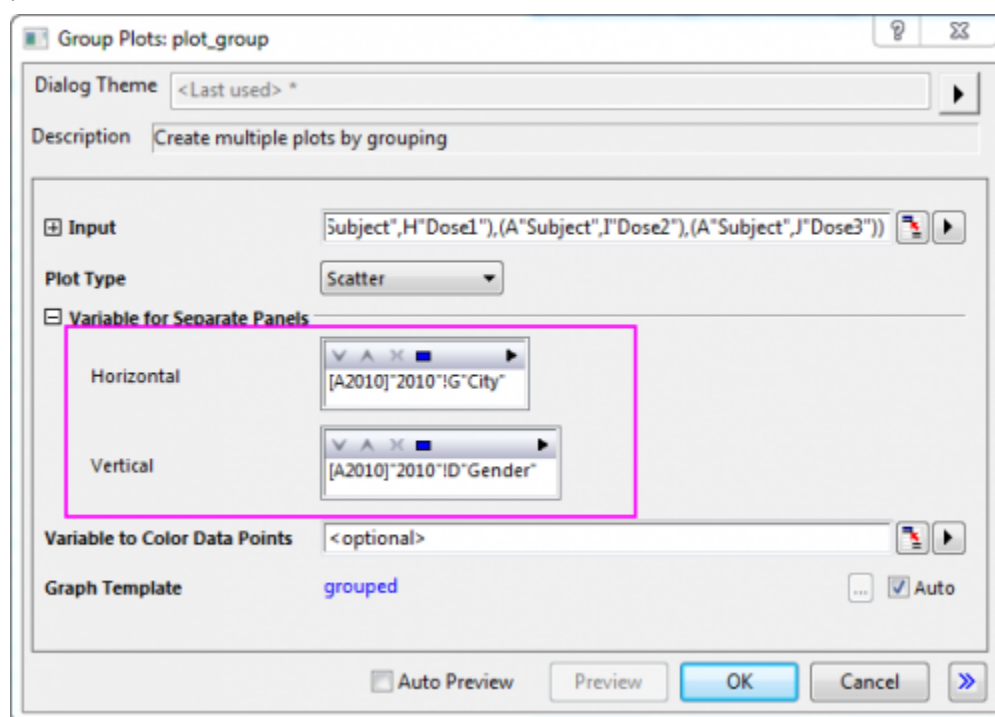 Group Plots: plot_group
Dialog Theme <Last used> *
Description Create multiple plots by grouping
Input Subject",H"Dose1"),(A"Subject",I"Dose2"),(A"Subject",J"Dose3"))
Plot Type Scatter
Variable for Separate Panels
Horizontal [A2010]"2010"!G"City"
Vertical [A2010]"2010"!D"Gender"
Variable to Color Data Points <optional>
Graph Template grouped ... Auto
Auto Preview Preview OK Cancel